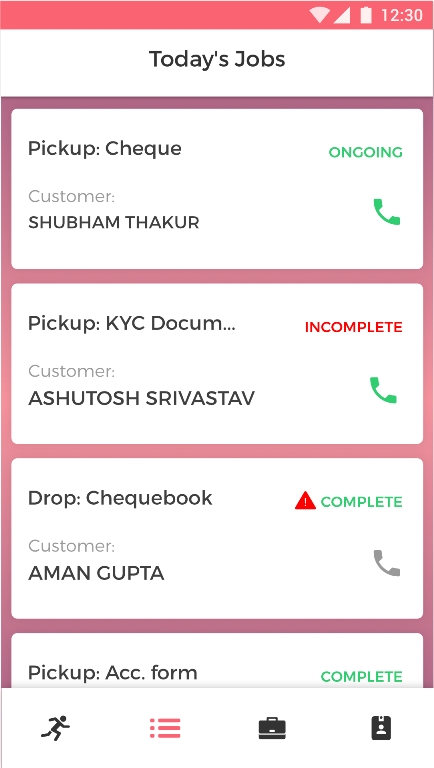 12:30
Today's Jobs
Pickup: Cheque
ONGOING
Customer:
SHUBHAM THAKUR
Pickup: KYC Docum...
INCOMPLETE
Customer:
ASHUTOSH SRIVASTAV
Drop: Chequebook
COMPLETE
Customer:
AMAN GUPTA
Pickup: Acc. form
COMPLETE